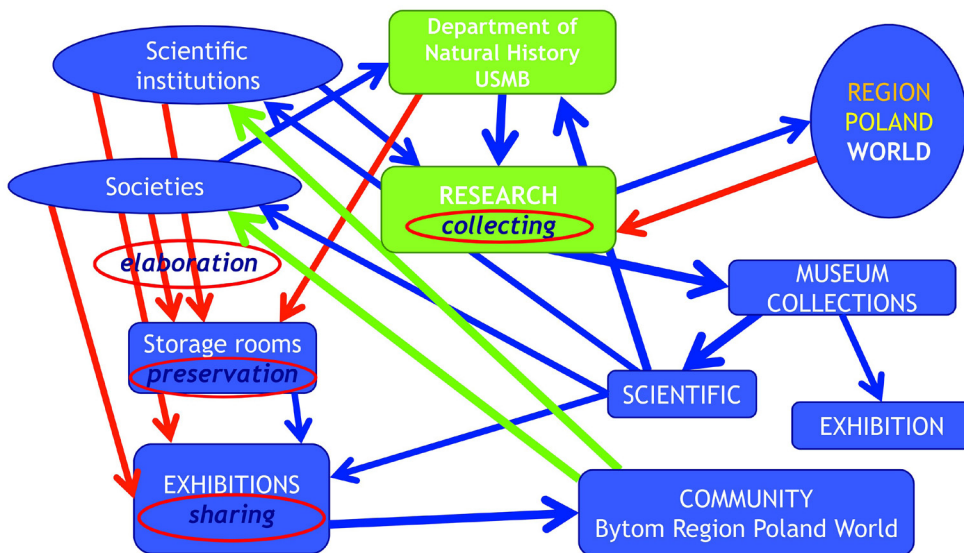 Scientific
institutions
Department of
Natural History
USMB
REGION
POLAND
WORLD
Societies
RESEARCH
collecting
elaboration
MUSEUM
COLLECTIONS
Storage rooms
preservation
SCIENTIFIC
EXHIBITION
EXHIBITIONS
sharing
COMMUNITY
Bytom Region Poland World